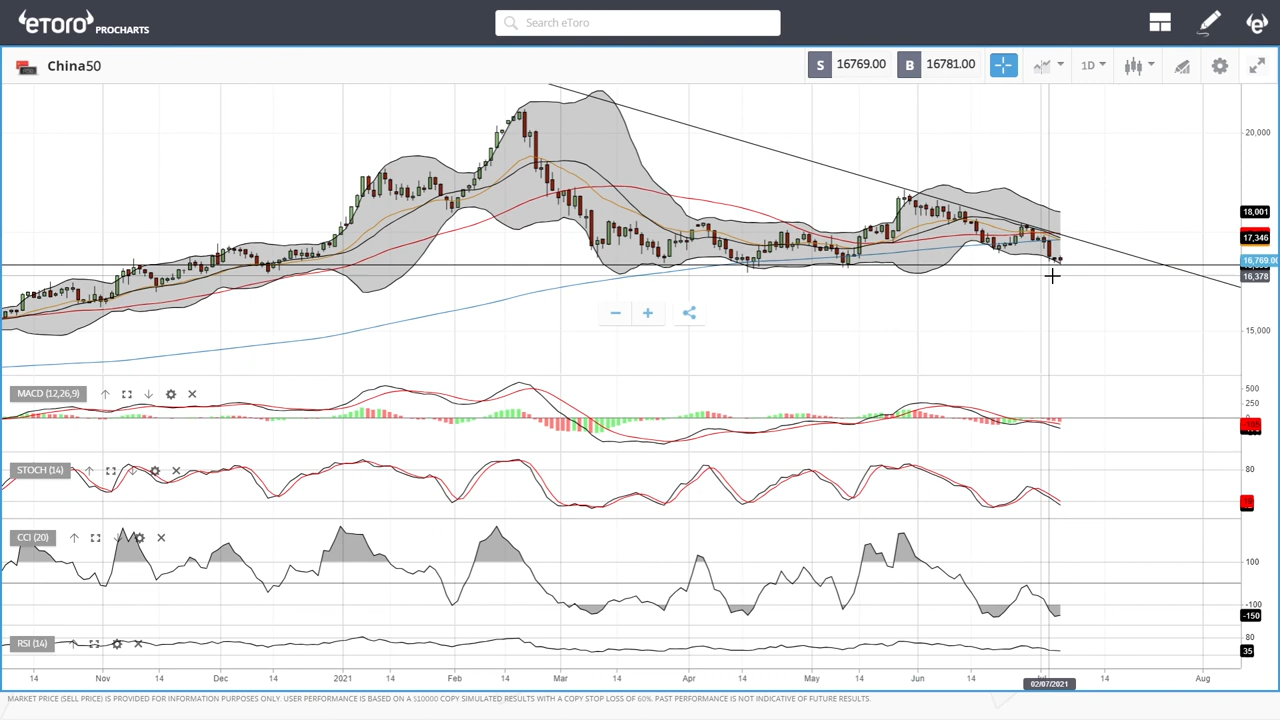 eToro PROCHARTS
Search eToro
China50
S 16769.00 B 16781.00 1D
20,000
18,001
17,346
16,769.00
16,378
15,000
MACD (12,26,9)
500
250
0
STOCH (14)
80
CCI (20)
100
-100
-150
RSI (14)
80
35
14 Nov 14 Dec 14 2021 14 Feb 14 Mar 14 Apr 14 May 14 Jun 14 14 Aug
02/07/2021
MARKET PRICE (SELL PRICE) IS PROVIDED FOR INFORMATION PURPOSES ONLY. USER PERFORMANCE IS BASED ON A $10000 COPY SIMULATED RESULTS WITH A COPY STOP LOSS OF 60%. PAST PERFORMANCE IS NOT INDICATIVE OF FUTURE RESULTS.